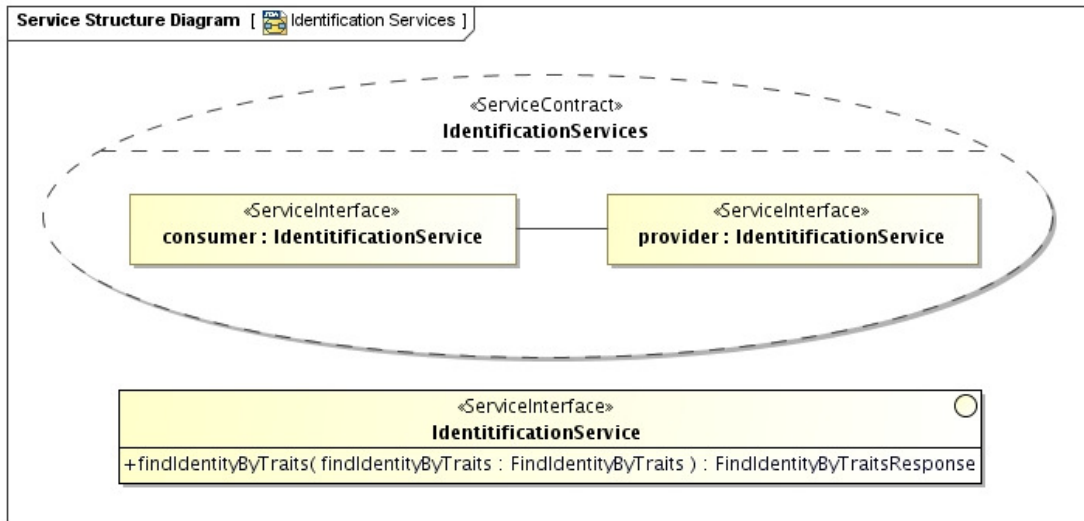 Service Structure Diagram [ Identification Services ]
«ServiceContract»
IdentificationServices
«ServiceInterface»
consumer : IdentitificationService
«ServiceInterface»
provider : IdentitificationService
«ServiceInterface»
IdentitificationService
+findIdentityByTraits( findIdentityByTraits : FindIdentityByTraits ) : FindIdentityByTraitsResponse